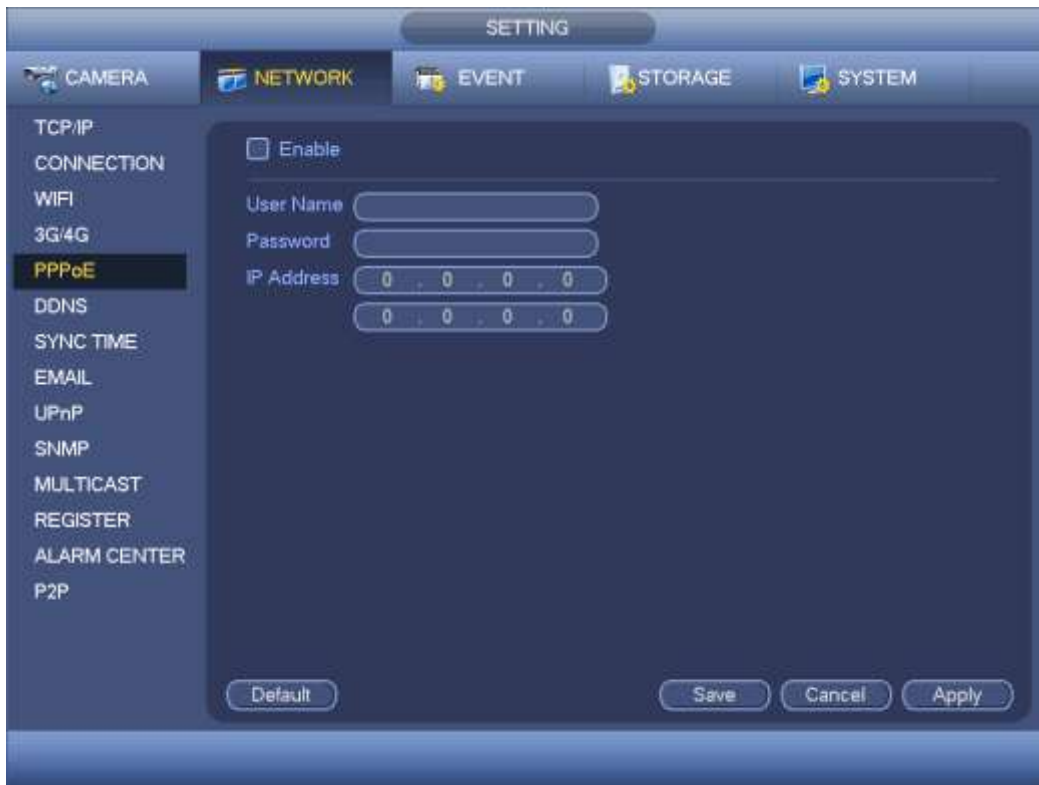 SETTING
CAMERA NETWORK EVENT STORAGE SYSTEM
TCP/IP
CONNECTION
WIFI
3G/4G
PPPoE
DDNS
SYNC TIME
EMAIL
UPnP
SNMP
MULTICAST
REGISTER
ALARM CENTER
P2P
Enable
User Name
Password
IP Address 0 . 0 . 0 . 0
0 . 0 . 0 . 0
Default Save Cancel Apply